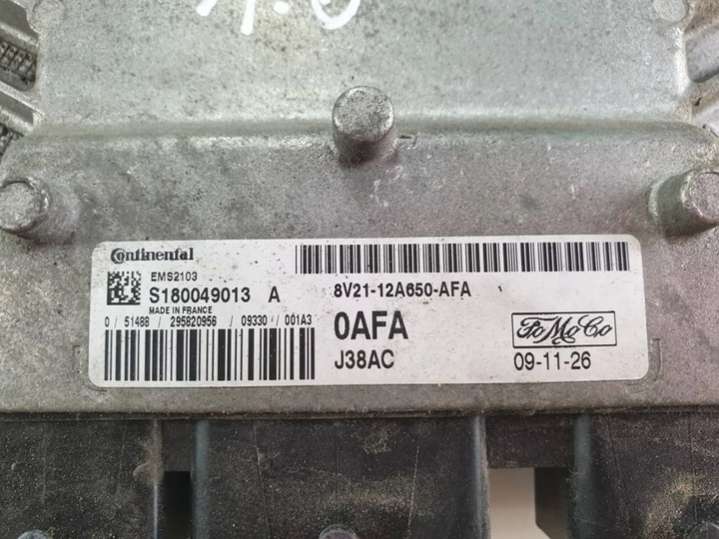 Continental
EMS2103
S180049013 A
MADE IN FRANCE
0 / 51488 / 295820956 / 09330 / 001A3
8V21-12A650-AFA
0AFA
J38AC
FoMoCo
09-11-26